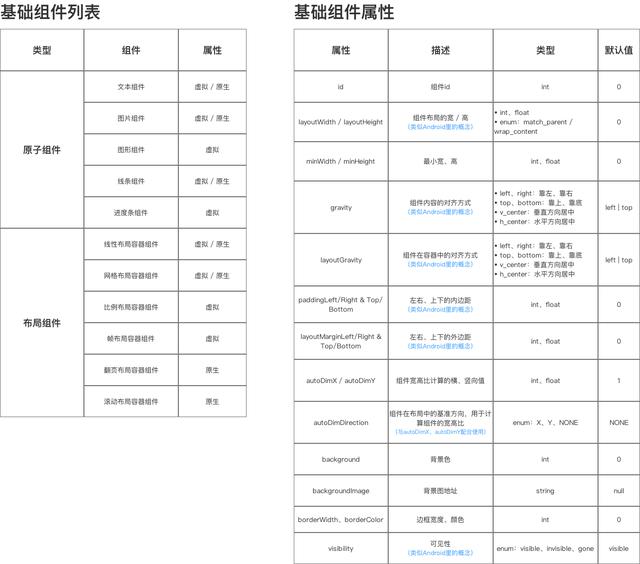 基础组件列表
类型 组件 属性
原子组件
文本组件 虚拟 / 原生
图片组件 虚拟 / 原生
图形组件 虚拟
线条组件 虚拟 / 原生
进度条组件 虚拟
布局组件
线性布局容器组件 虚拟 / 原生
网格布局容器组件 虚拟 / 原生
比例布局容器组件 虚拟
帧布局容器组件 虚拟
翻页布局容器组件 原生
滚动布局容器组件 原生
基础组件属性
属性 描述 类型 默认值
id 组件id int 0
layoutWidth / layoutHeight
组件布局的宽 / 高
(类似Android里的概念)
• int、float
• enum：match_parent /
wrap_content
0
minWidth / minHeight 最小宽、高 int、float 0
gravity
组件内容的对齐方式
(类似Android里的概念)
• left、right：靠左、靠右
• top、bottom：靠上、靠底
• v_center：垂直方向居中
• h_center：水平方向居中
left | top
layoutGravity
组件在容器中的对齐方式
(类似Android里的概念)
• left、right：靠左、靠右
• top、bottom：靠上、靠底
• v_center：垂直方向居中
• h_center：水平方向居中
left | top
paddingLeft/Right & Top/
Bottom
左右、上下的内边距
(类似Android里的概念)
int、float
0
layoutMarginLeft/Right &
Top/Bottom
左右、上下的外边距
(类似Android里的概念)
int、float
0
autoDimX / autoDimY 组件宽高比计算的横、竖向值 int、float 1
autoDimDirection
组件在布局中的基准方向，用于计
算组件的宽高比
(与autoDimX、autoDimY配合使用)
enum：X、Y、NONE
NONE
background 背景色 int 0
backgroundImage 背景图地址 string null
borderWidth、borderColor 边框宽度、颜色 int 0
visibility
可见性
(类似Android里的概念)
enum：visible、invisible、gone
visible